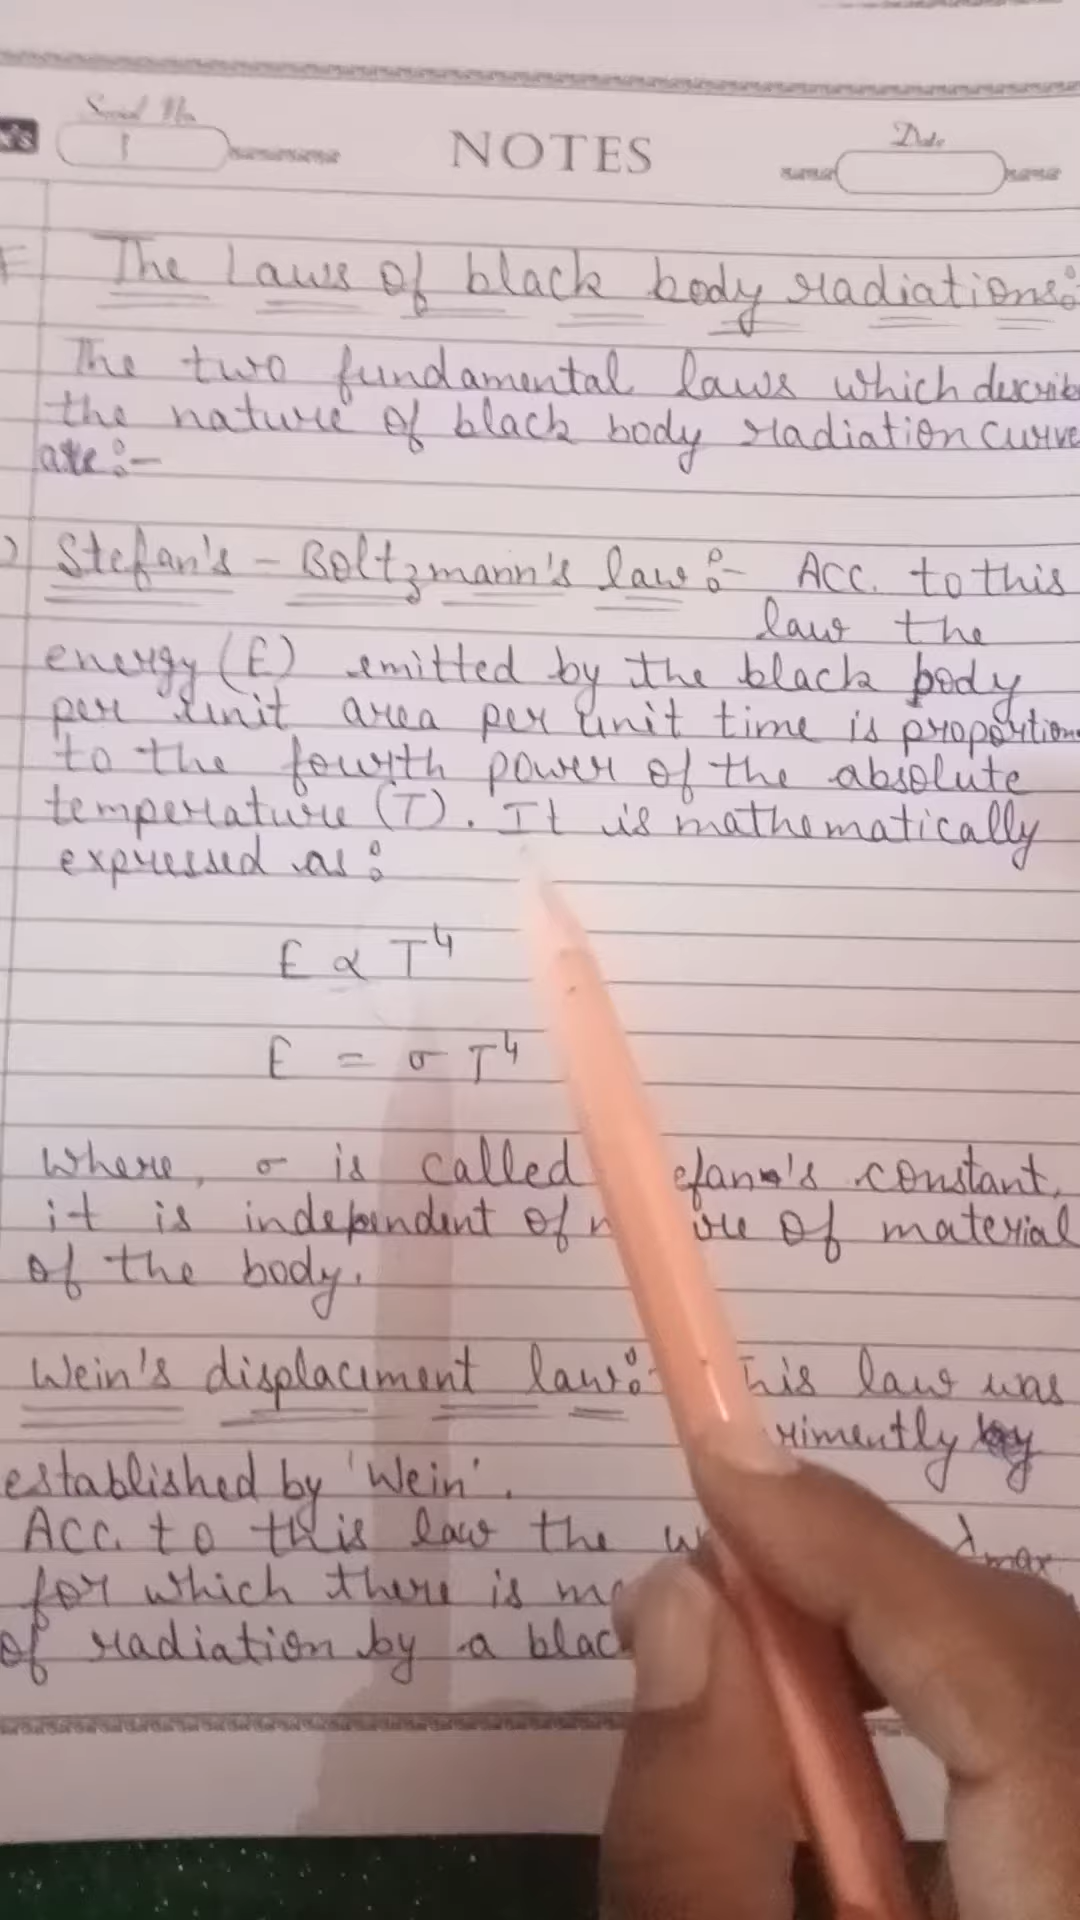 Serial No.
1
NOTES
Date
The Laws of black body radiations:
The two fundamental laws which describe
the nature of black body radiation curve
are:-
Stefan's - Boltzmann's law:- Acc. to this
law the
energy (E) emitted by the black body
per unit area per unit time is proportion
to the fourth power of the absolute
temperature (T). It is mathematically
expressed as:
E ∝ T⁴
E = σ T⁴
Where, σ is called efan's constant,
it is independent of of material
of the body.
Wein's displacement law:- This law was
rimently by
established by 'Wein'.
Acc. to this law the λmax
for which there is
of radiation by a